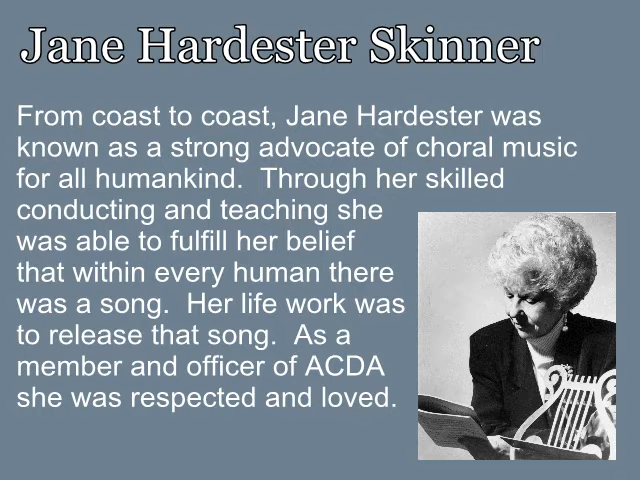 Jane Hardester Skinner
From coast to coast, Jane Hardester was
known as a strong advocate of choral music
for all humankind.  Through her skilled
conducting and teaching she
was able to fulfill her belief
that within every human there
was a song.  Her life work was
to release that song.  As a
member and officer of ACDA
she was respected and loved.